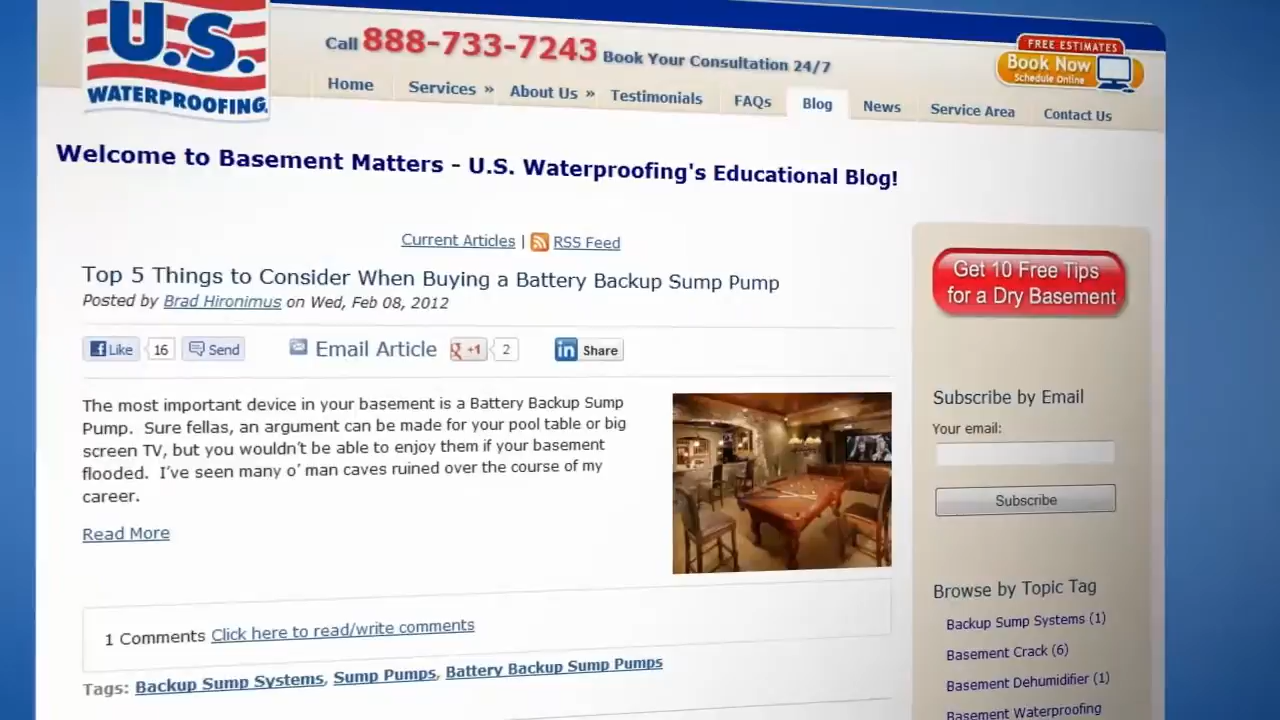 U.S.
WATERPROOFING
Call 888-733-7243 Book Your Consultation 24/7
FREE ESTIMATES
Book Now
Schedule Online
Home Services » About Us » Testimonials FAQs Blog News Service Area Contact Us
Welcome to Basement Matters - U.S. Waterproofing's Educational Blog!
Current Articles | RSS Feed
Top 5 Things to Consider When Buying a Battery Backup Sump Pump
Posted by Brad Hironimus on Wed, Feb 08, 2012
Like 16 Send Email Article +1 2 in Share
The most important device in your basement is a Battery Backup Sump
Pump. Sure fellas, an argument can be made for your pool table or big
screen TV, but you wouldn't be able to enjoy them if your basement
flooded. I've seen many o' man caves ruined over the course of my
career.
Read More
1 Comments Click here to read/write comments
Tags: Backup Sump Systems, Sump Pumps, Battery Backup Sump Pumps
Get 10 Free Tips
for a Dry Basement
Subscribe by Email
Your email:
Subscribe
Browse by Topic Tag
Backup Sump Systems (1)
Basement Crack (6)
Basement Dehumidifier (1)
Basement Waterproofing